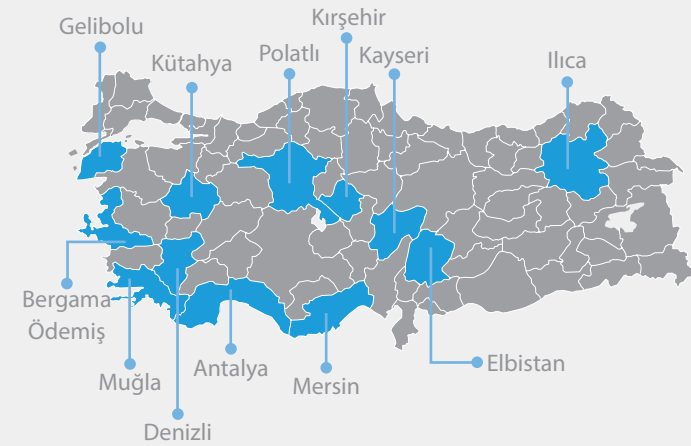 Gelibolu
Kütahya
Polatlı
Kırşehir
Kayseri
Ilıca
Bergama
Ödemiş
Muğla
Denizli
Antalya
Mersin
Elbistan